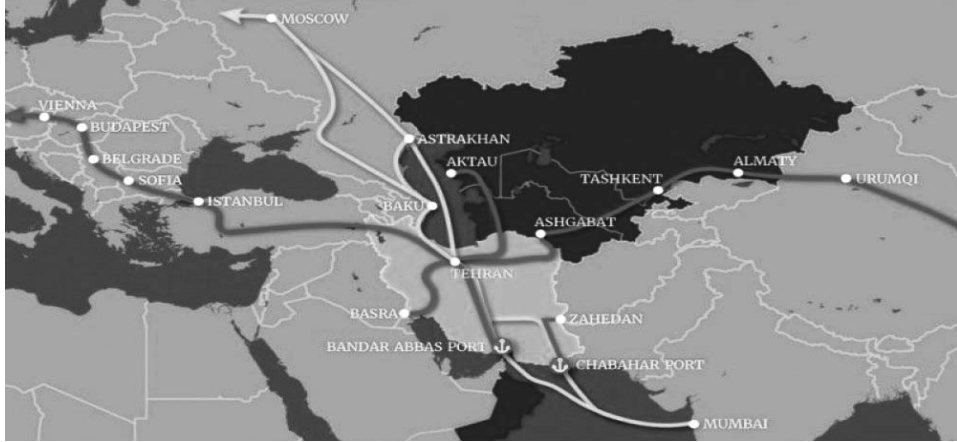 MOSCOW
VIENNA
BUDAPEST
ASTRAKHAN
BELGRADE
AKTAU
ALMATY
SOFIA
TASHKENT
URUMQI
ISTANBUL
BAKU
ASHGABAT
TEHRAN
BASRA
ZAHEDAN
BANDAR ABBAS PORT
CHABAHAR PORT
MUMBAI